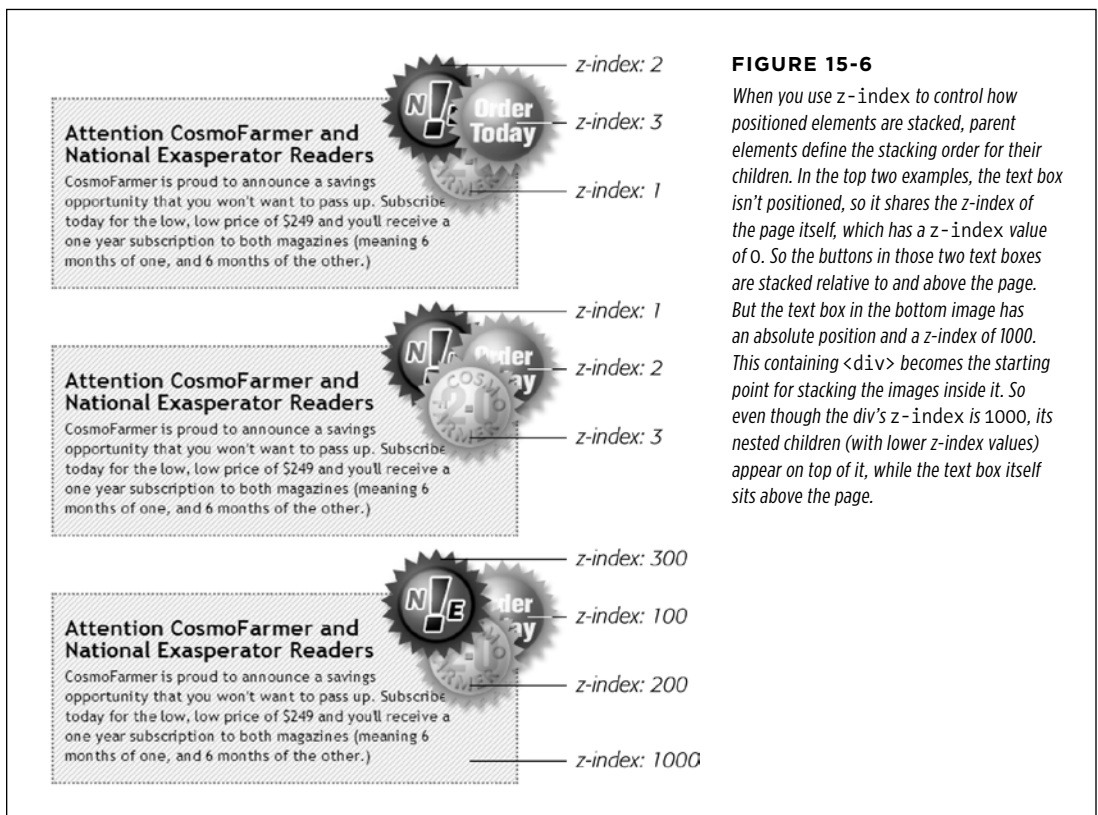 z-index: 2
N ! E
Order
Today
z-index: 3
z-index: 1
Attention CosmoFarmer and
National Exasperator Readers
CosmoFarmer is proud to announce a savings
opportunity that you won't want to pass up. Subscribe
today for the low, low price of $249 and you'll receive a
one year subscription to both magazines (meaning 6
months of one, and 6 months of the other.)
z-index: 1
N !
z-index: 2
COSMO
2.0
FARMER
z-index: 3
Attention CosmoFarmer and
National Exasperator Readers
CosmoFarmer is proud to announce a savings
opportunity that you won't want to pass up. Subscribe
today for the low, low price of $249 and you'll receive a
one year subscription to both magazines (meaning 6
months of one, and 6 months of the other.)
z-index: 300
N ! E
z-index: 100
z-index: 200
Attention CosmoFarmer and
National Exasperator Readers
CosmoFarmer is proud to announce a savings
opportunity that you won't want to pass up. Subscribe
today for the low, low price of $249 and you'll receive a
one year subscription to both magazines (meaning 6
months of one, and 6 months of the other.)
z-index: 1000
FIGURE 15-6
When you use z-index to control how
positioned elements are stacked, parent
elements define the stacking order for their
children. In the top two examples, the text box
isn't positioned, so it shares the z-index of
the page itself, which has a z-index value
of 0. So the buttons in those two text boxes
are stacked relative to and above the page.
But the text box in the bottom image has
an absolute position and a z-index of 1000.
This containing <div> becomes the starting
point for stacking the images inside it. So
even though the div's z-index is 1000, its
nested children (with lower z-index values)
appear on top of it, while the text box itself
sits above the page.